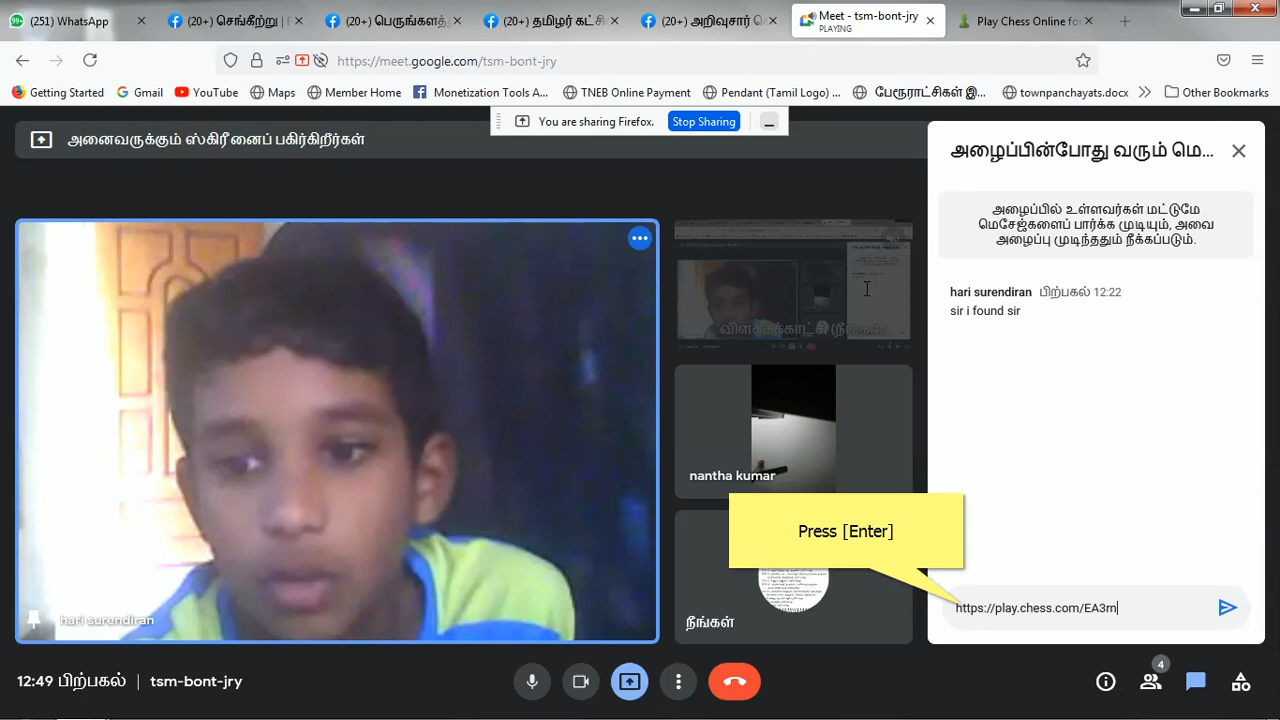 (251) WhatsApp
(20+) செங்கீற்று | F
(20+) பெருங்களத்
(20+) தமிழர் கட்சி
(20+) அறிவுசார் செ
Meet - tsm-bont-jry
PLAYING
Play Chess Online fo
https://meet.google.com/tsm-bont-jry
Getting Started
Gmail
YouTube
Maps
Member Home
Monetization Tools A...
TNEB Online Payment
Pendant (Tamil Logo) ...
பேரூராட்சிகள் இ...
townpanchayats.docx
Other Bookmarks
You are sharing Firefox.
Stop Sharing
அனைவருக்கும் ஸ்கிரீனைப் பகிர்கிறீர்கள்
அழைப்பின்போது வரும் மெ...
அழைப்பில் உள்ளவர்கள் மட்டுமே
மெசேஜ்களைப் பார்க்க முடியும், அவை
அழைப்பு முடிந்ததும் நீக்கப்படும்.
hari surendiran பிற்பகல் 12:22
sir i found sir
விளக்கக்காட்சி (நீங்கள்)
nantha kumar
Press [Enter]
https://play.chess.com/EA3rn
hari surendiran
நீங்கள்
12:49 பிற்பகல் | tsm-bont-jry
4